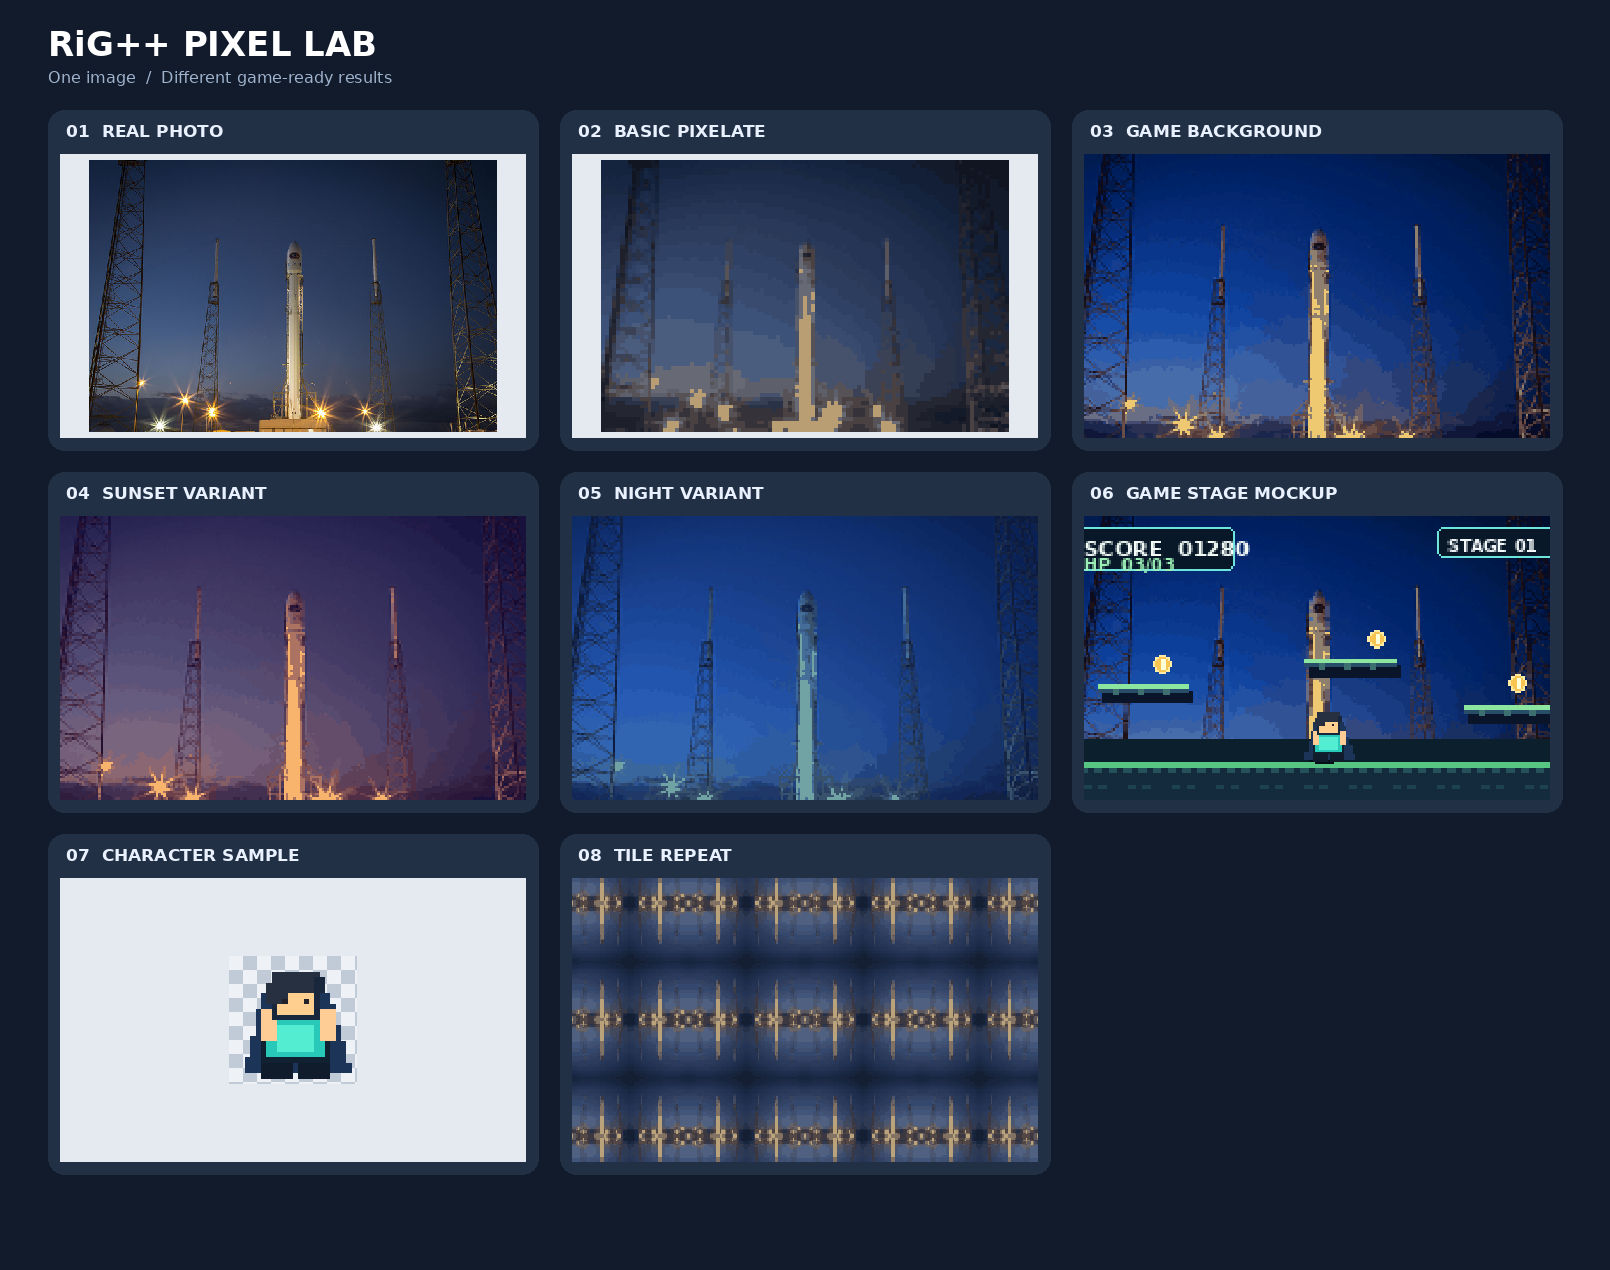 RiG++ PIXEL LAB
One image / Different game-ready results
01 REAL PHOTO
02 BASIC PIXELATE
03 GAME BACKGROUND
04 SUNSET VARIANT
05 NIGHT VARIANT
06 GAME STAGE MOCKUP
SCORE 01280
HP 03/03
STAGE 01
07 CHARACTER SAMPLE
08 TILE REPEAT